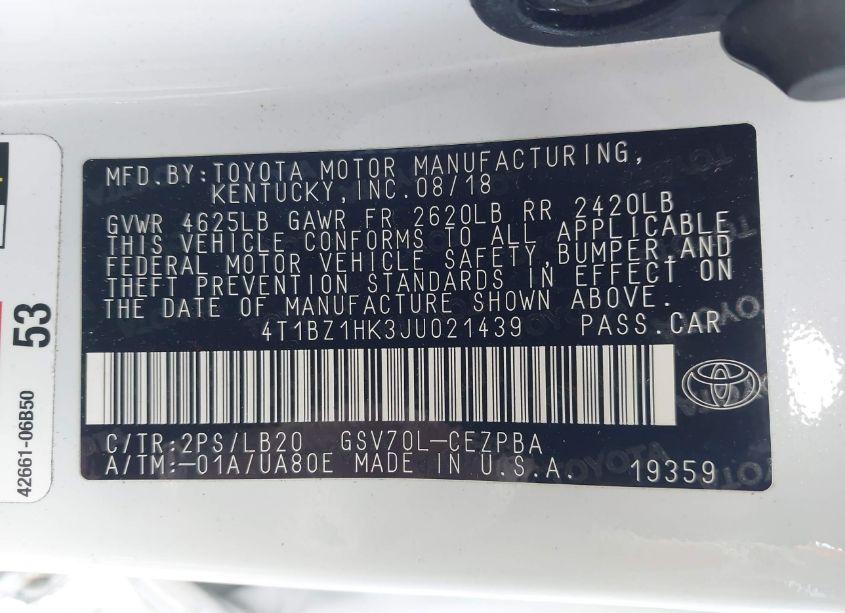 MFD.BY:TOYOTA MOTOR MANUFACTURING,
KENTUCKY,INC.08/18
GVWR 4625LB GAWR FR 2620LB RR 2420LB
THIS VEHICLE CONFORMS TO ALL APPLICABLE
FEDERAL MOTOR VEHICLE SAFETY,BUMPER,AND
THEFT PREVENTION STANDARDS IN EFFECT ON
THE DATE OF MANUFACTURE SHOWN ABOVE.
4T1BZ1HK3JU021439 PASS.CAR
C/TR:2PS/LB20 GSV70L-CEZPBA
A/TM:-01A/UA80E MADE IN U.S.A. 19359
53
42661-06B50
TOYOTA